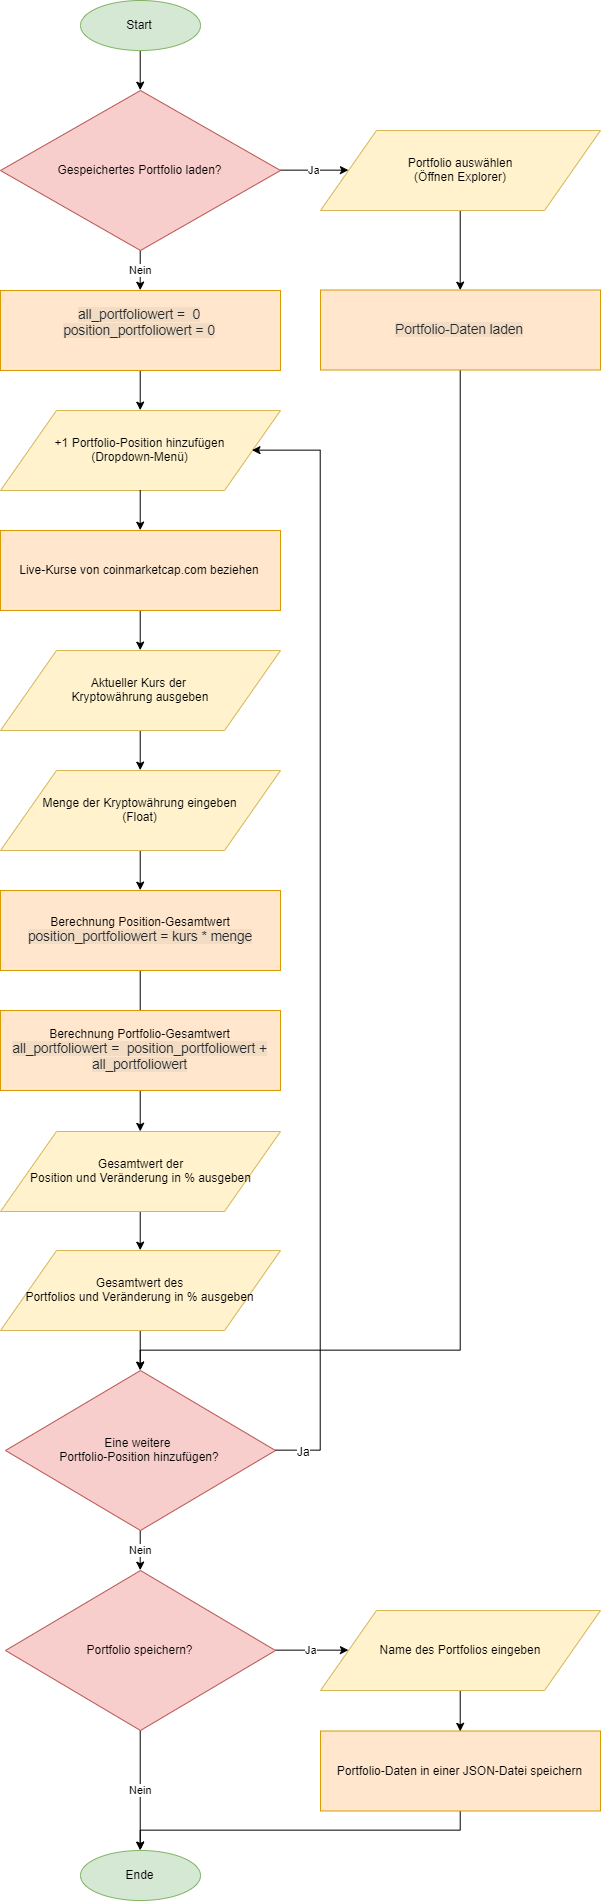 Start
Gespeichertes Portfolio laden?
Ja
Portfolio auswählen
(Öffnen Explorer)
Nein
all_portfoliowert =  0
position_portfoliowert = 0
Portfolio-Daten laden
+1 Portfolio-Position hinzufügen
(Dropdown-Menü)
Live-Kurse von coinmarketcap.com beziehen
Aktueller Kurs der
Kryptowährung ausgeben
Menge der Kryptowährung eingeben
(Float)
Berechnung Position-Gesamtwert
position_portfoliowert = kurs * menge
Berechnung Portfolio-Gesamtwert
all_portfoliowert =  position_portfoliowert +
all_portfoliowert
Gesamtwert der
Position und Veränderung in % ausgeben
Gesamtwert des
Portfolios und Veränderung in % ausgeben
Eine weitere
Portfolio-Position hinzufügen?
Ja
Nein
Portfolio speichern?
Ja
Name des Portfolios eingeben
Portfolio-Daten in einer JSON-Datei speichern
Nein
Ende